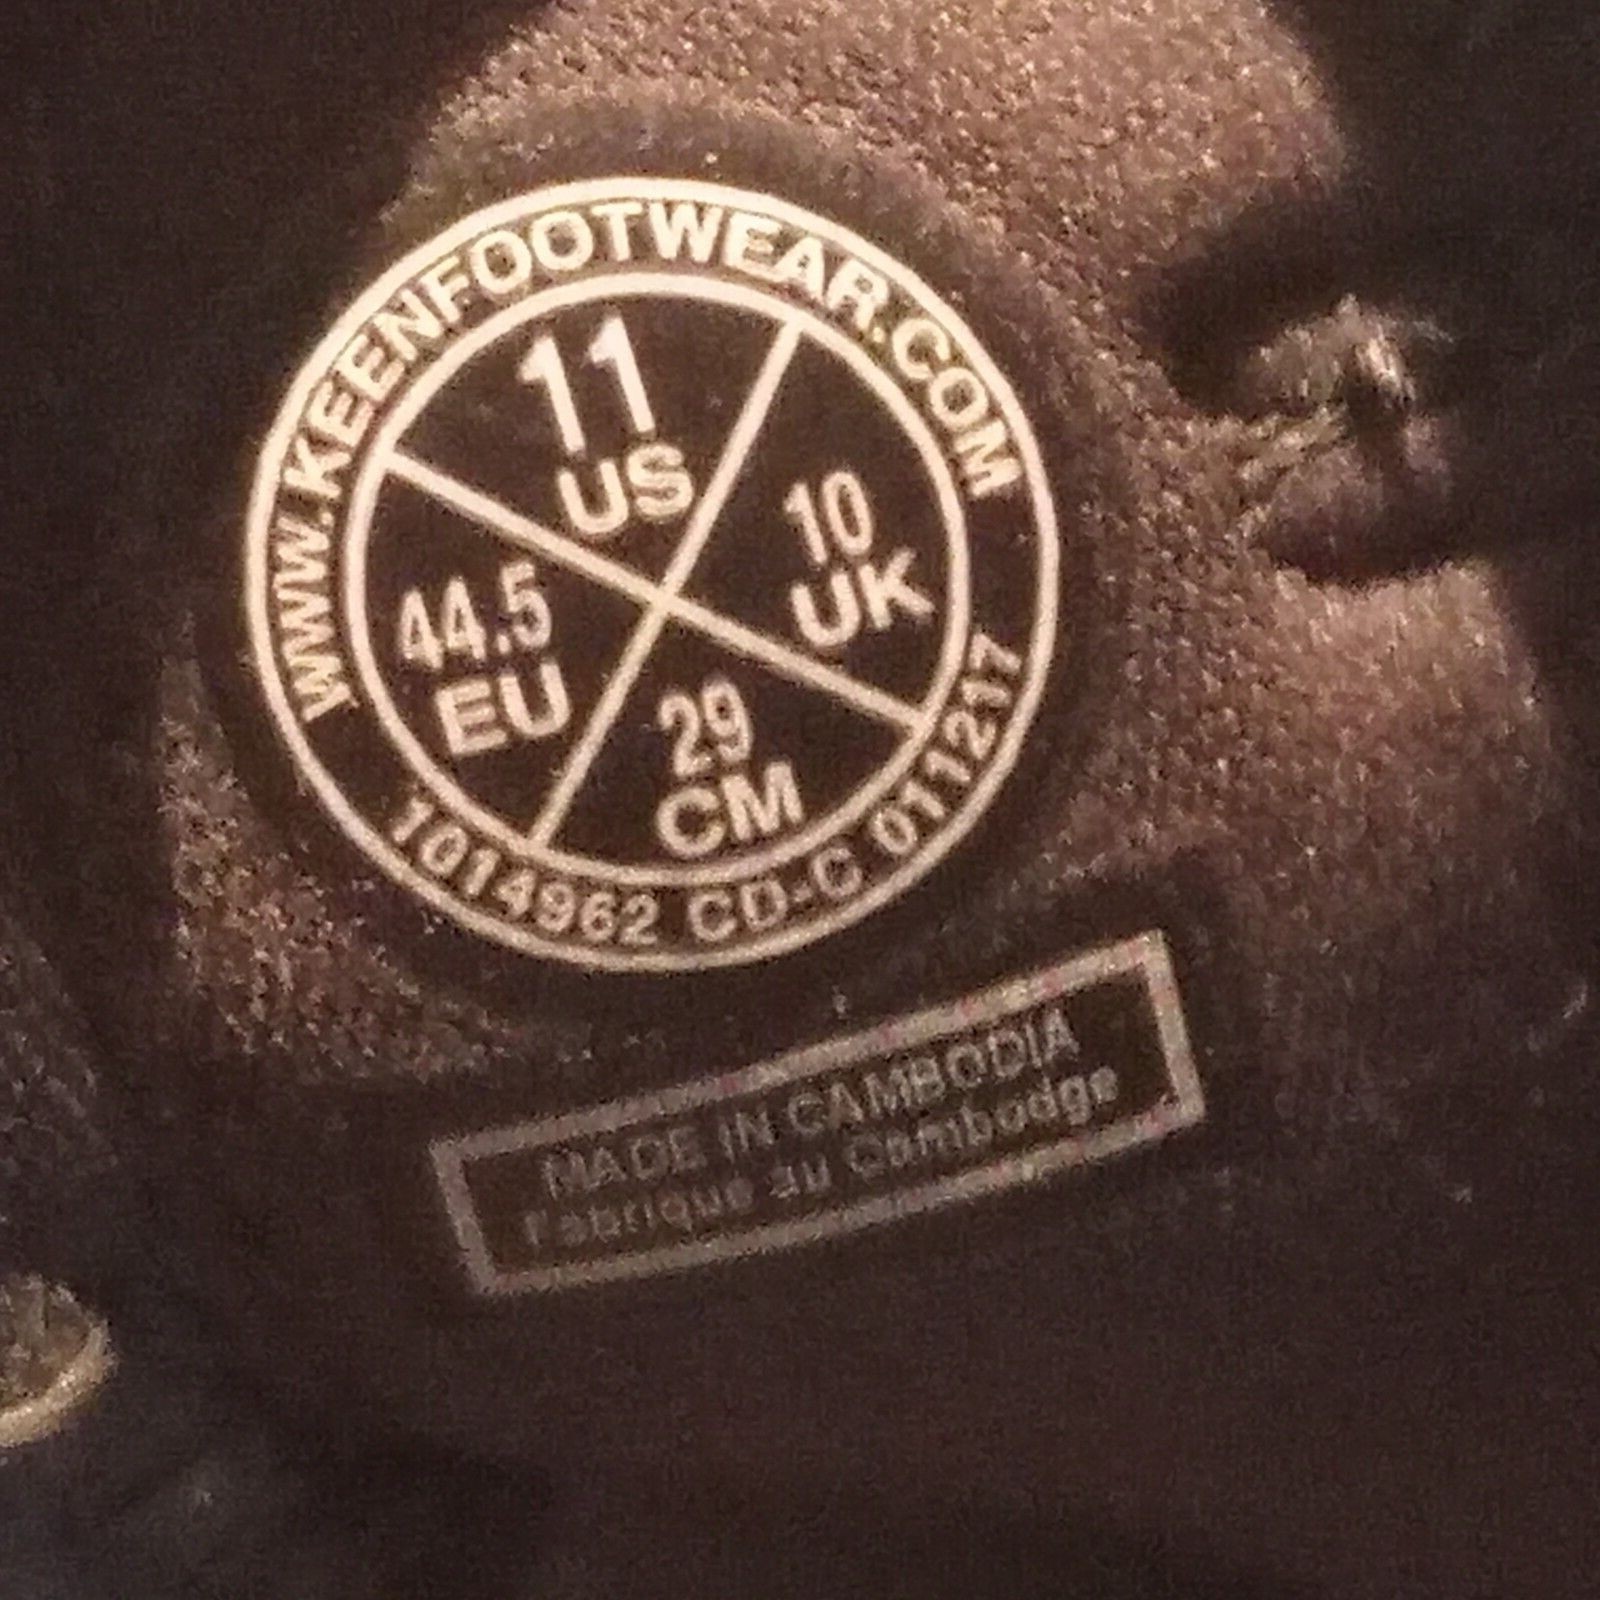 WWW.KEENFOOTWEAR.COM
11
US
10
UK
44.5
EU
29
CM
1014962 CD-C 011217
MADE IN CAMBODIA
Fabrique au Cambodge